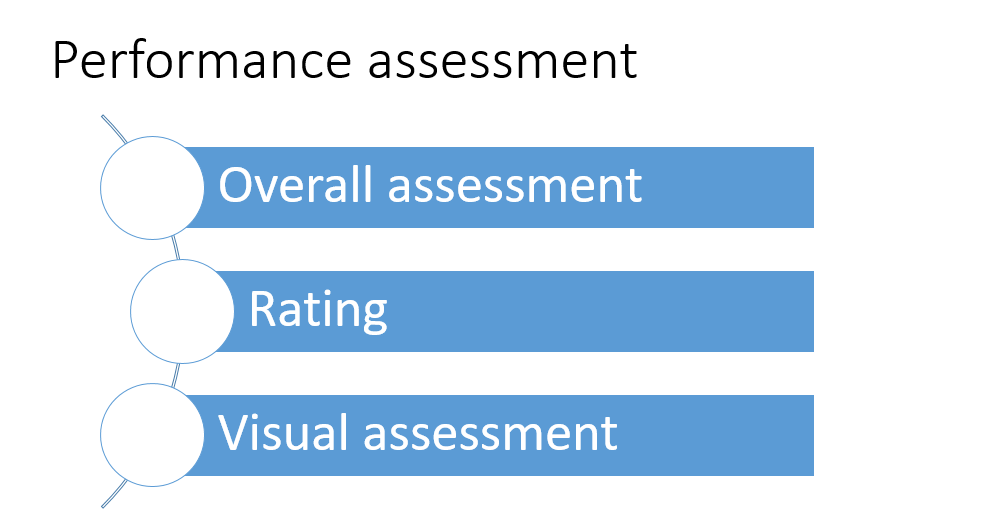 Performance assessment
Overall assessment
Rating
Visual assessment